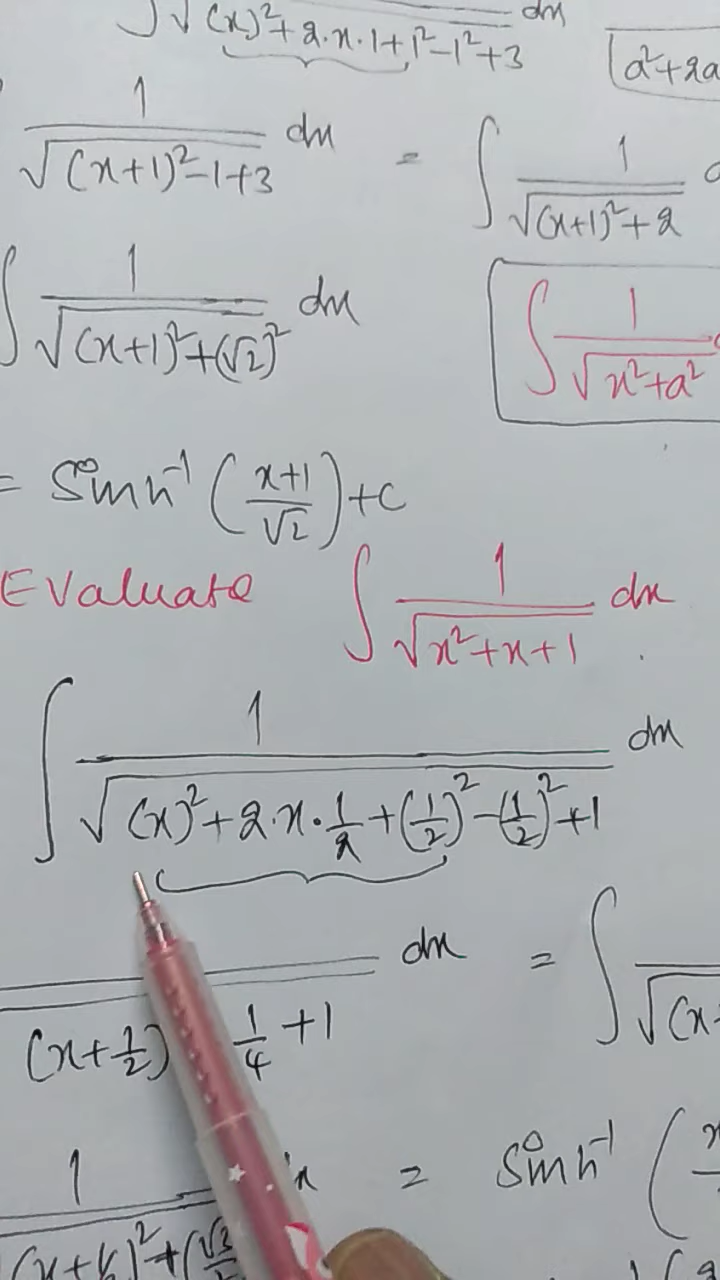 ∫ √(x)²+2·x·1+1²-1²+3 dx
a²+2a
1/√(x+1)²-1+3 dx = ∫ 1/√(x+1)²+2
∫ 1/√(x+1)²+(√2)² dx
∫ 1/√x²+a²
= Sinh⁻¹ (x+1/√2)+C
Evaluate ∫ 1/√x²+x+1 dx
∫ 1/√(x)²+2·x·1/2+(1/2)²-(1/2)²+1 dx
(x+1/2) 1/4 +1 dx = ∫ √(x
1 (x+ )²+(√3 = Sinh⁻¹ (